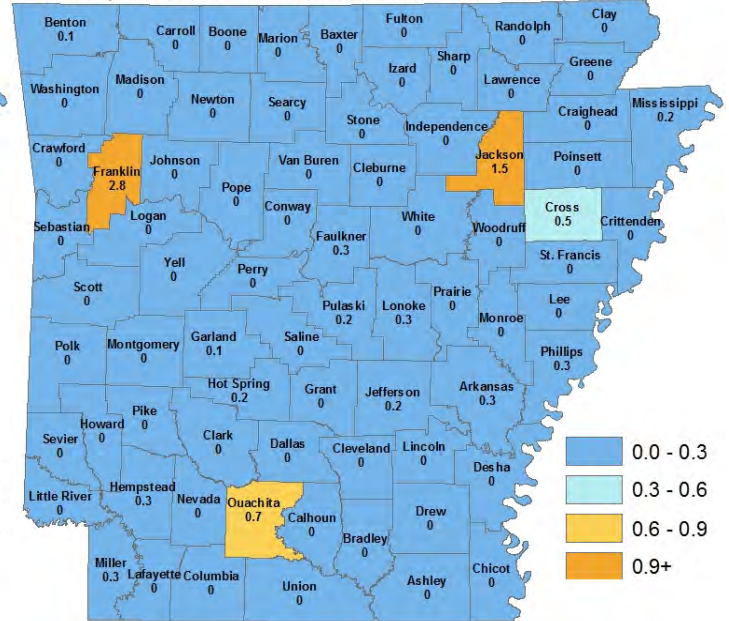 Benton
0.1
Carroll
0
Boone
0
Marion
0
Baxter
0
Fulton
0
Randolph
0
Clay
0
Washington
0
Madison
0
Newton
0
Searcy
0
Stone
0
Izard
0
Sharp
0
Lawrence
0
Greene
0
Independence
0
Craighead
0
Mississippi
0.2
Crawford
0
Franklin
2.8
Johnson
0
Pope
0
Van Buren
0
Cleburne
0
Jackson
1.5
Poinsett
0
Sebastian
0
Logan
0
Conway
0
Faulkner
0.3
White
0
Woodruff
0
Cross
0.5
Crittenden
0
Scott
0
Yell
0
Perry
0
St. Francis
0
Pulaski
0.2
Lonoke
0.3
Prairie
0
Monroe
0
Lee
0
Polk
0
Montgomery
0
Garland
0.1
Saline
0
Phillips
0.3
Hot Spring
0.2
Grant
0
Jefferson
0.2
Arkansas
0.3
Sevier
0
Howard
0
Pike
0
Clark
0
Dallas
0
Cleveland
0
Lincoln
0
Desha
0
Little River
0
Hempstead
0.3
Nevada
0
Ouachita
0.7
Calhoun
0
Bradley
0
Drew
0
Miller
0.3
Lafayette
0
Columbia
0
Union
0
Ashley
0
Chicot
0
0.0 - 0.3
0.3 - 0.6
0.6 - 0.9
0.9+